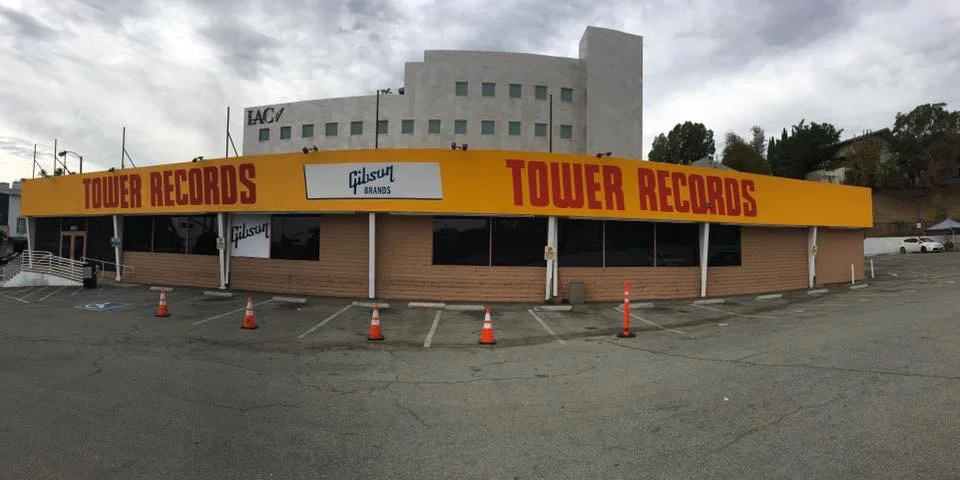 IAC
TOWER RECORDS
Gibson
BRANDS
TOWER RECORDS
Gibson